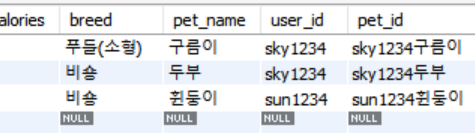 alories breed pet_name user_id pet_id
푸들(소형) 구름이 sky1234 sky1234구름이
비숑 두부 sky1234 sky1234두부
비숑 흰둥이 sun1234 sun1234흰둥이
NULL NULL NULL NULL